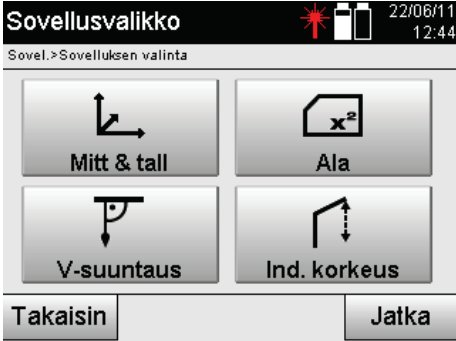 Sovellusvalikko
22/06/11
12:44
Sovel.>Sovelluksen valinta
Mitt & tall
x²
Ala
V-suuntaus
Ind. korkeus
Takaisin
Jatka